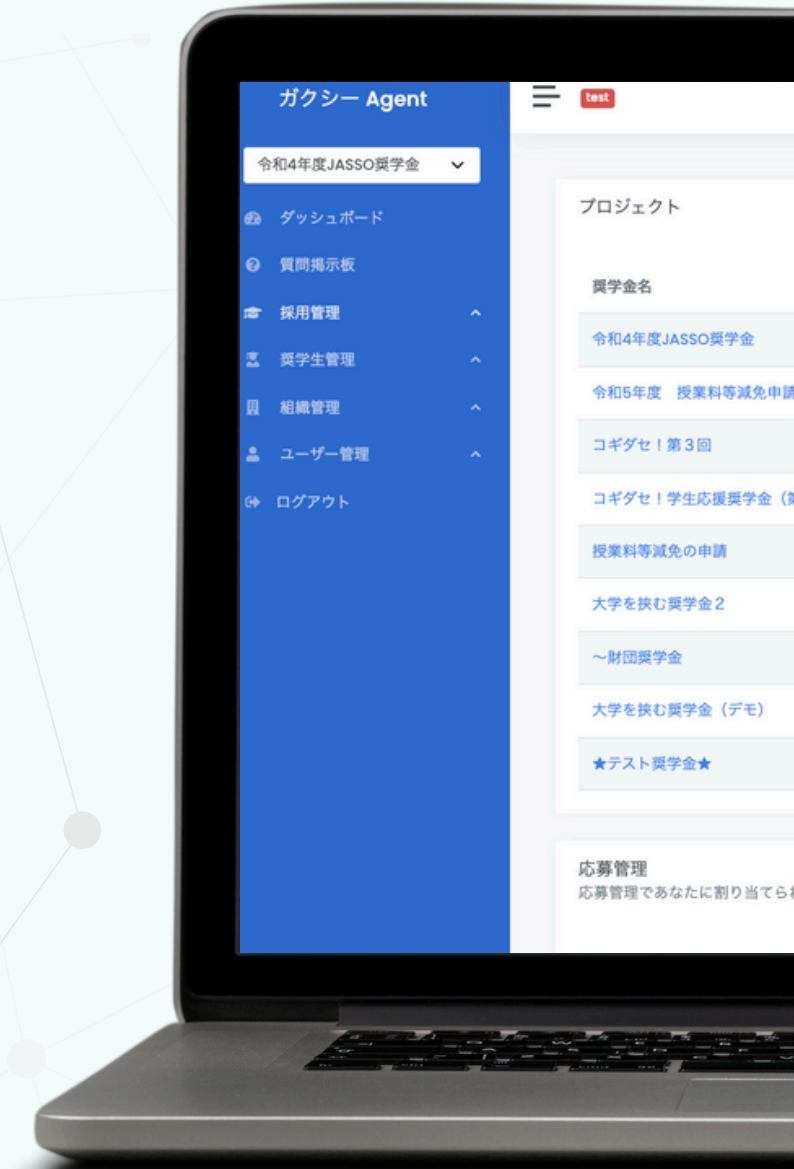 ガクシー Agent
test
令和4年度JASSO奨学金
ダッシュボード
質問掲示板
採用管理
奨学生管理
組織管理
ユーザー管理
ログアウト
プロジェクト
奨学金名
令和4年度JASSO奨学金
令和5年度　授業料等減免申請
コギダセ！第３回
コギダセ！学生応援奨学金（第
授業料等減免の申請
大学を挟む奨学金２
～財団奨学金
大学を挟む奨学金（デモ）
★テスト奨学金★
応募管理
応募管理であなたに割り当てられ